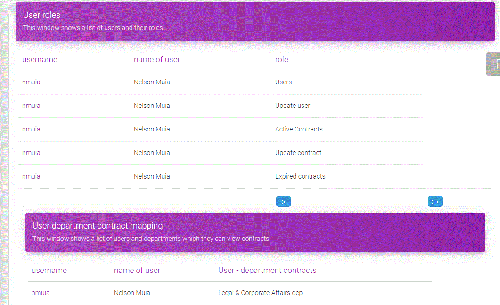 User roles
This window shows a list of users and their roles
username name of user role
nmuia Nelson Muia Users
nmuia Nelson Muia Update user
nmuia Nelson Muia Active Contracts
nmuia Nelson Muia Update contract
nmuia Nelson Muia Expired contracts
User department contract mapping
This window shows a list of users and departments which they can view contracts
username name of user User - department contracts
nmuia Nelson Muia Legal & Corporate Affairs dep